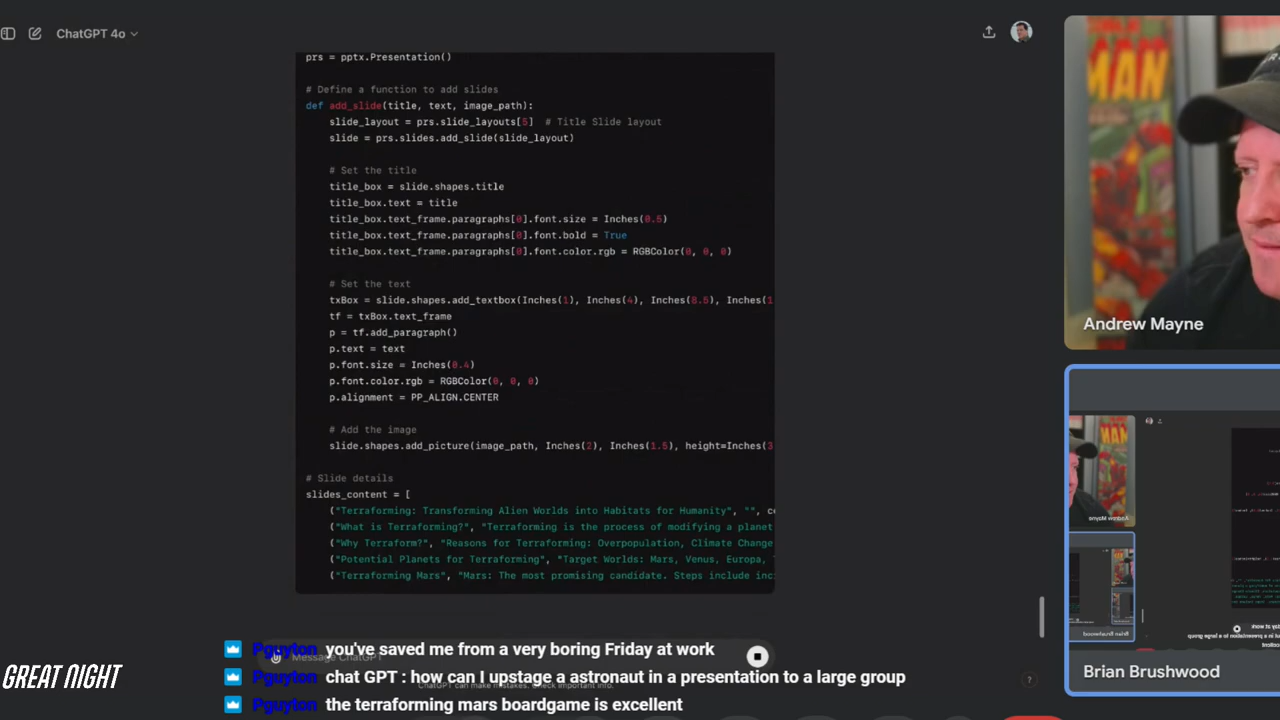 ChatGPT 4o
prs = pptx.Presentation()
# Define a function to add slides
def add_slide(title, text, image_path):
slide_layout = prs.slide_layouts[5] # Title Slide layout
slide = prs.slides.add_slide(slide_layout)
# Set the title
title_box = slide.shapes.title
title_box.text = title
title_box.text_frame.paragraphs[0].font.size = Inches(0.5)
title_box.text_frame.paragraphs[0].font.bold = True
title_box.text_frame.paragraphs[0].font.color.rgb = RGBColor(0, 0, 0)
# Set the text
txBox = slide.shapes.add_textbox(Inches(1), Inches(4), Inches(8.5), Inches(1
tf = txBox.text_frame
p = tf.add_paragraph()
p.text = text
p.font.size = Inches(0.4)
p.font.color.rgb = RGBColor(0, 0, 0)
p.alignment = PP_ALIGN.CENTER
# Add the image
slide.shapes.add_picture(image_path, Inches(2), Inches(1.5), height=Inches(3
# Slide details
slides_content = [
("Terraforming: Transforming Alien Worlds into Habitats for Humanity", "", c
("What is Terraforming?", "Terraforming is the process of modifying a planet
("Why Terraform?", "Reasons for Terraforming: Overpopulation, Climate Change
("Potential Planets for Terraforming", "Target Worlds: Mars, Venus, Europa,
("Terraforming Mars", "Mars: The most promising candidate. Steps include inc
Message ChatGPT
ChatGPT can make mistakes. Check important info.
?
Pguyton you've saved me from a very boring Friday at work
Pguyton chat GPT : how can I upstage a astronaut in a presentation to a large group
Pguyton the terraforming mars boardgame is excellent
GREAT NIGHT
MAN
Andrew Mayne
Brian Brushwood